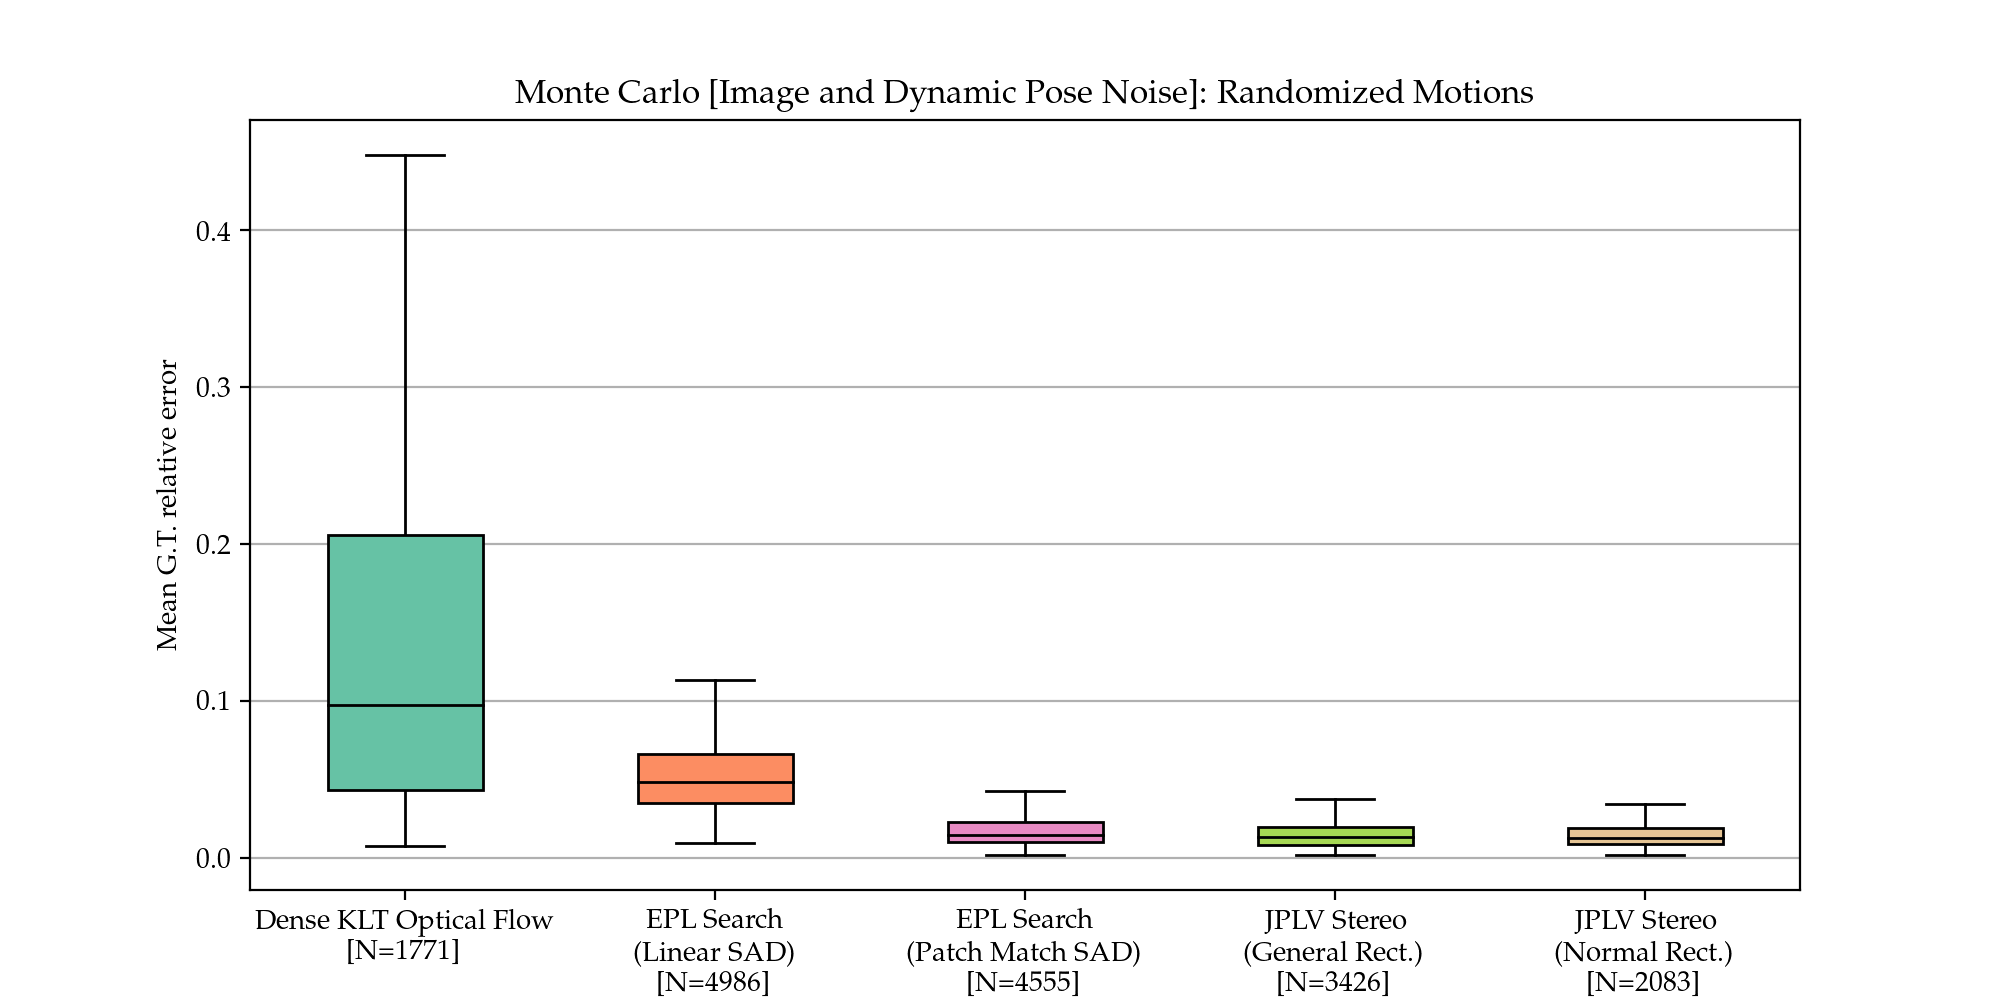 Monte Carlo [Image and Dynamic Pose Noise]: Randomized Motions
Mean G.T. relative error
0.4
0.3
0.2
0.1
0.0
Dense KLT Optical Flow
[N=1771]
EPL Search
(Linear SAD)
[N=4986]
EPL Search
(Patch Match SAD)
[N=4555]
JPLV Stereo
(General Rect.)
[N=3426]
JPLV Stereo
(Normal Rect.)
[N=2083]